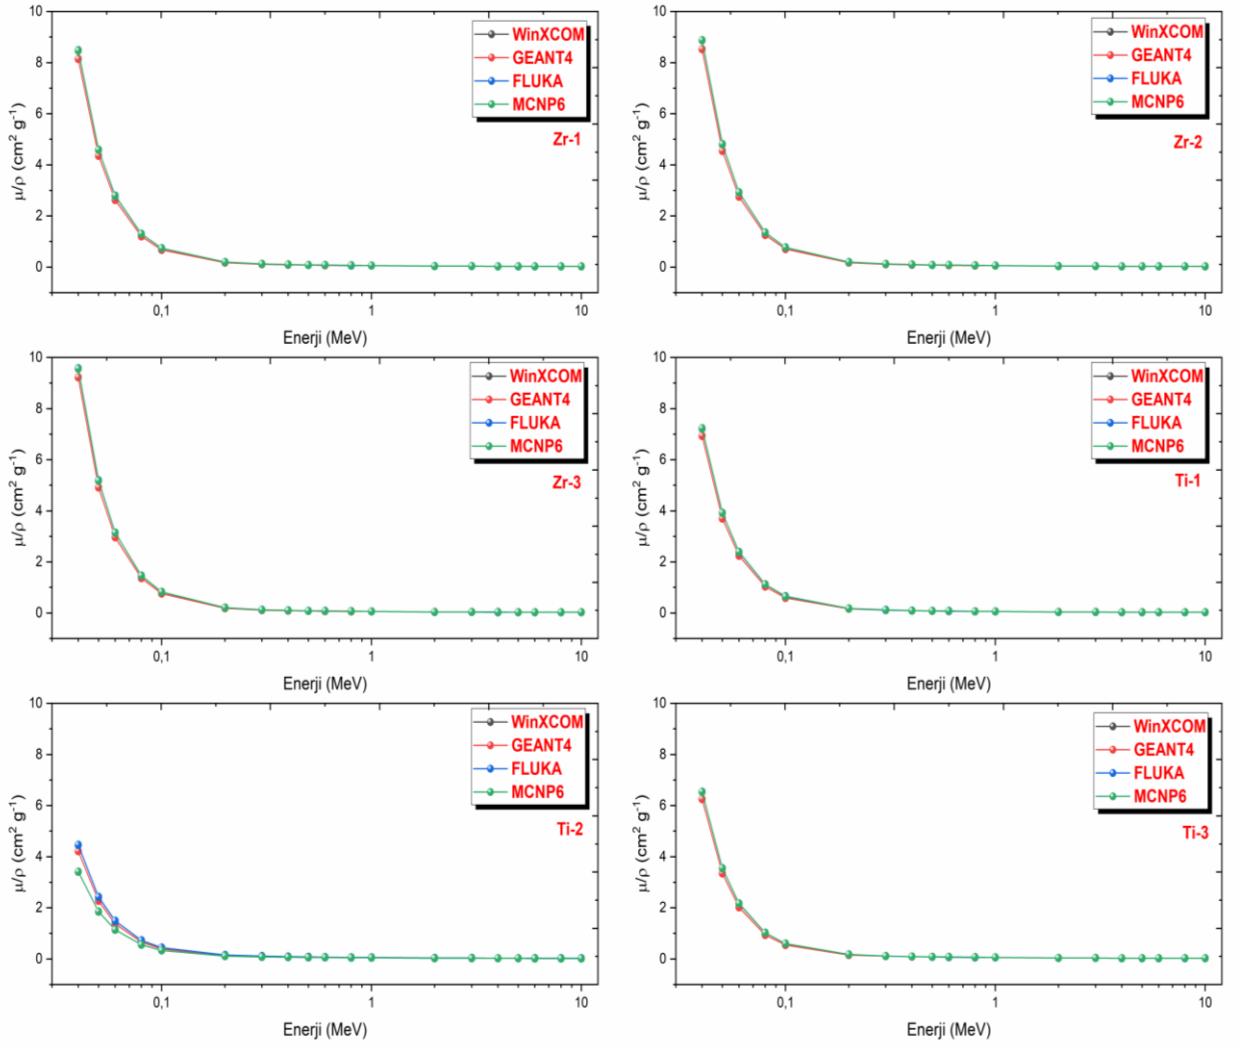 10
8
6
4
2
0
μ/ρ (cm² g⁻¹)
WinXCOM
GEANT4
FLUKA
MCNP6
Zr-1
0,1
1
10
Enerji (MeV)
10
8
6
4
2
0
μ/ρ (cm² g⁻¹)
WinXCOM
GEANT4
FLUKA
MCNP6
Zr-2
0,1
1
10
Enerji (MeV)
10
8
6
4
2
0
μ/ρ (cm² g⁻¹)
WinXCOM
GEANT4
FLUKA
MCNP6
Zr-3
0,1
1
10
Enerji (MeV)
10
8
6
4
2
0
μ/ρ (cm² g⁻¹)
WinXCOM
GEANT4
FLUKA
MCNP6
Ti-1
0,1
1
10
Enerji (MeV)
10
8
6
4
2
0
μ/ρ (cm² g⁻¹)
WinXCOM
GEANT4
FLUKA
MCNP6
Ti-2
0,1
1
10
Enerji (MeV)
10
8
6
4
2
0
μ/ρ (cm² g⁻¹)
WinXCOM
GEANT4
FLUKA
MCNP6
Ti-3
0,1
1
10
Enerji (MeV)